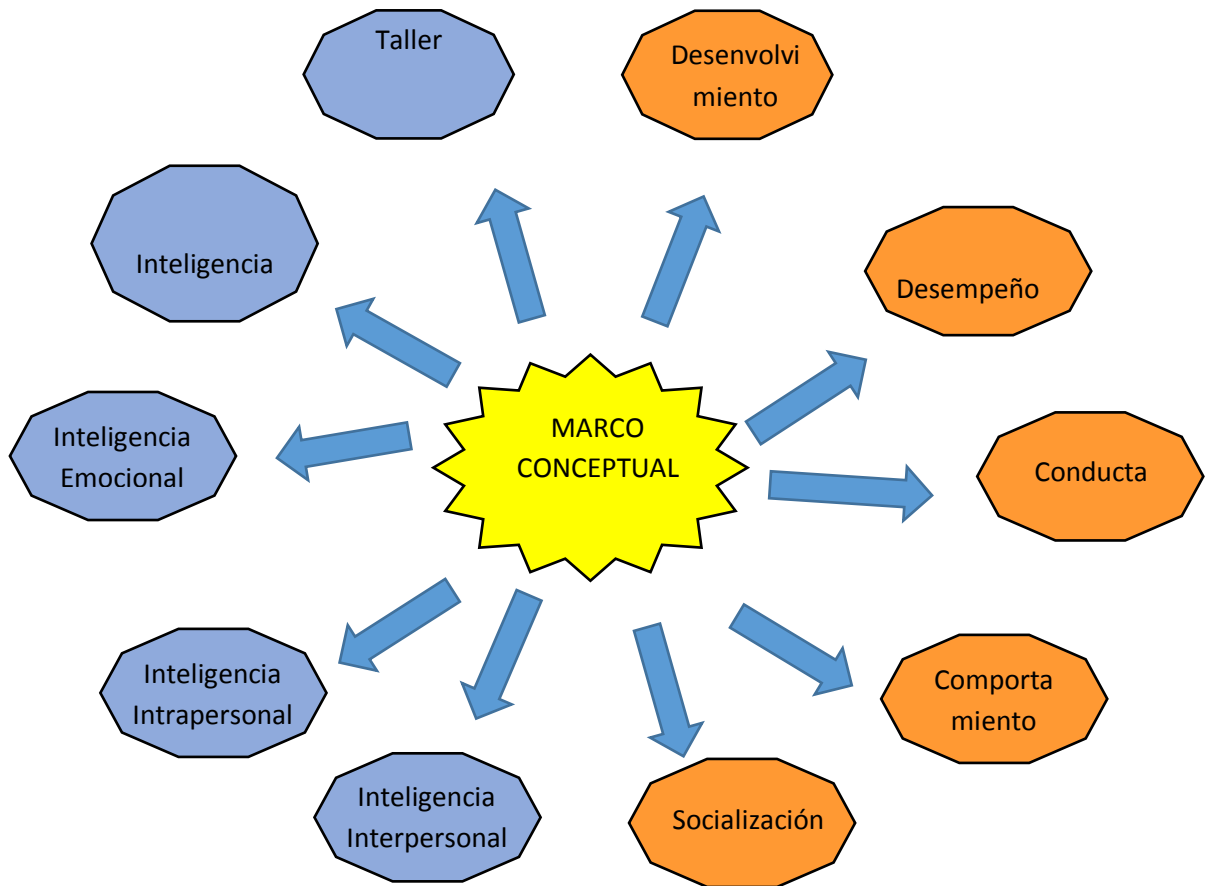 Taller
Desenvolvi
miento
Inteligencia
Desempeño
Inteligencia
Emocional
MARCO
CONCEPTUAL
Conducta
Inteligencia
Intrapersonal
Comporta
miento
Inteligencia
Interpersonal
Socialización